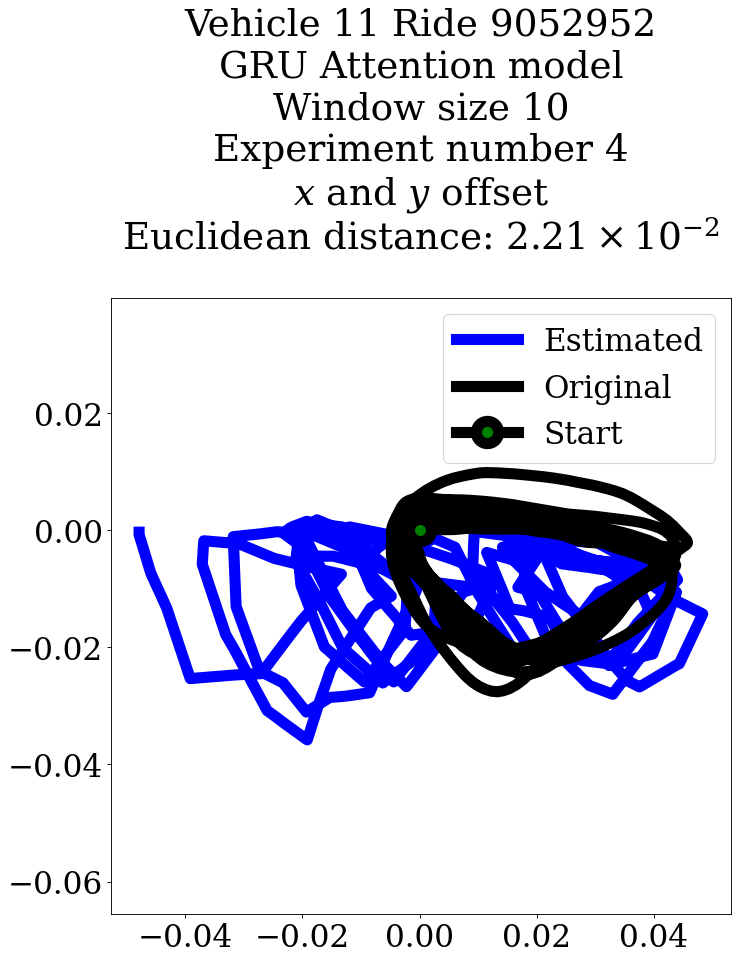 Vehicle 11 Ride 9052952
GRU Attention model
Window size 10
Experiment number 4
x and y offset
Euclidean distance: 2.21 × 10⁻²
Estimated
Original
Start
0.02
0.00
−0.02
−0.04
−0.06
−0.04 −0.02 0.00 0.02 0.04